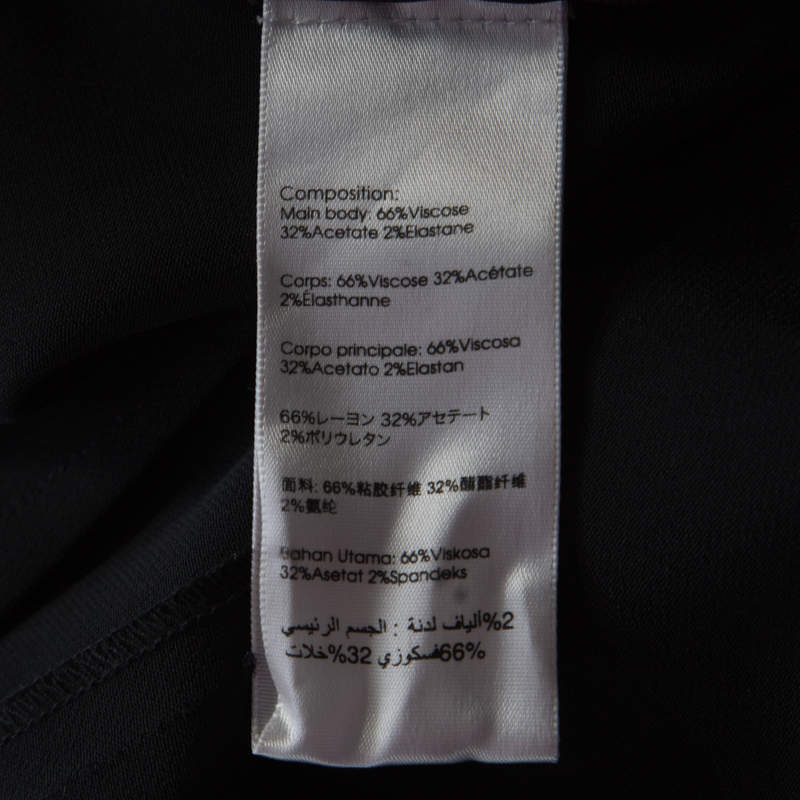 Composition:
Main body: 66%Viscose
32%Acetate 2%Elastane
Corps: 66%Viscose 32%Acétate
2%Élasthanne
Corpo principale: 66%Viscosa
32%Acetato 2%Elastan
66%レーヨン 32%アセテート
2%ポリウレタン
面料: 66%粘胶纤维 32%醋酯纤维
2%氨纶
Bahan Utama: 66%Viskosa
32%Asetat 2%Spandeks
2%ألياف لدنة : الجسم الرئيسي
66%فسكوزي 32%خلات